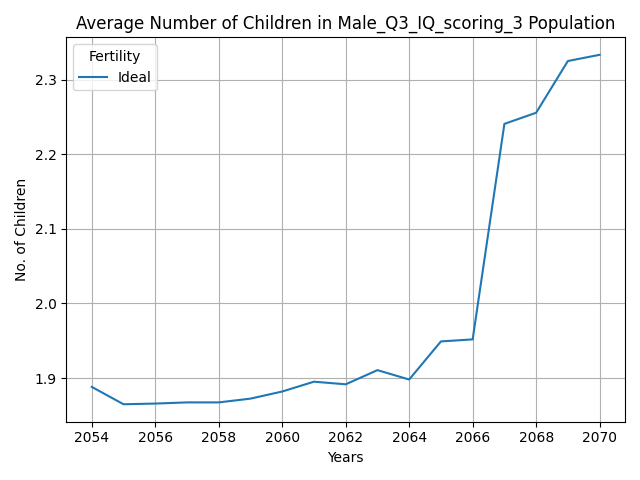 Average Number of Children in Male_Q3_IQ_scoring_3 Population
Fertility
Ideal
No. of Children
2.3
2.2
2.1
2.0
1.9
2054 2056 2058 2060 2062 2064 2066 2068 2070
Years